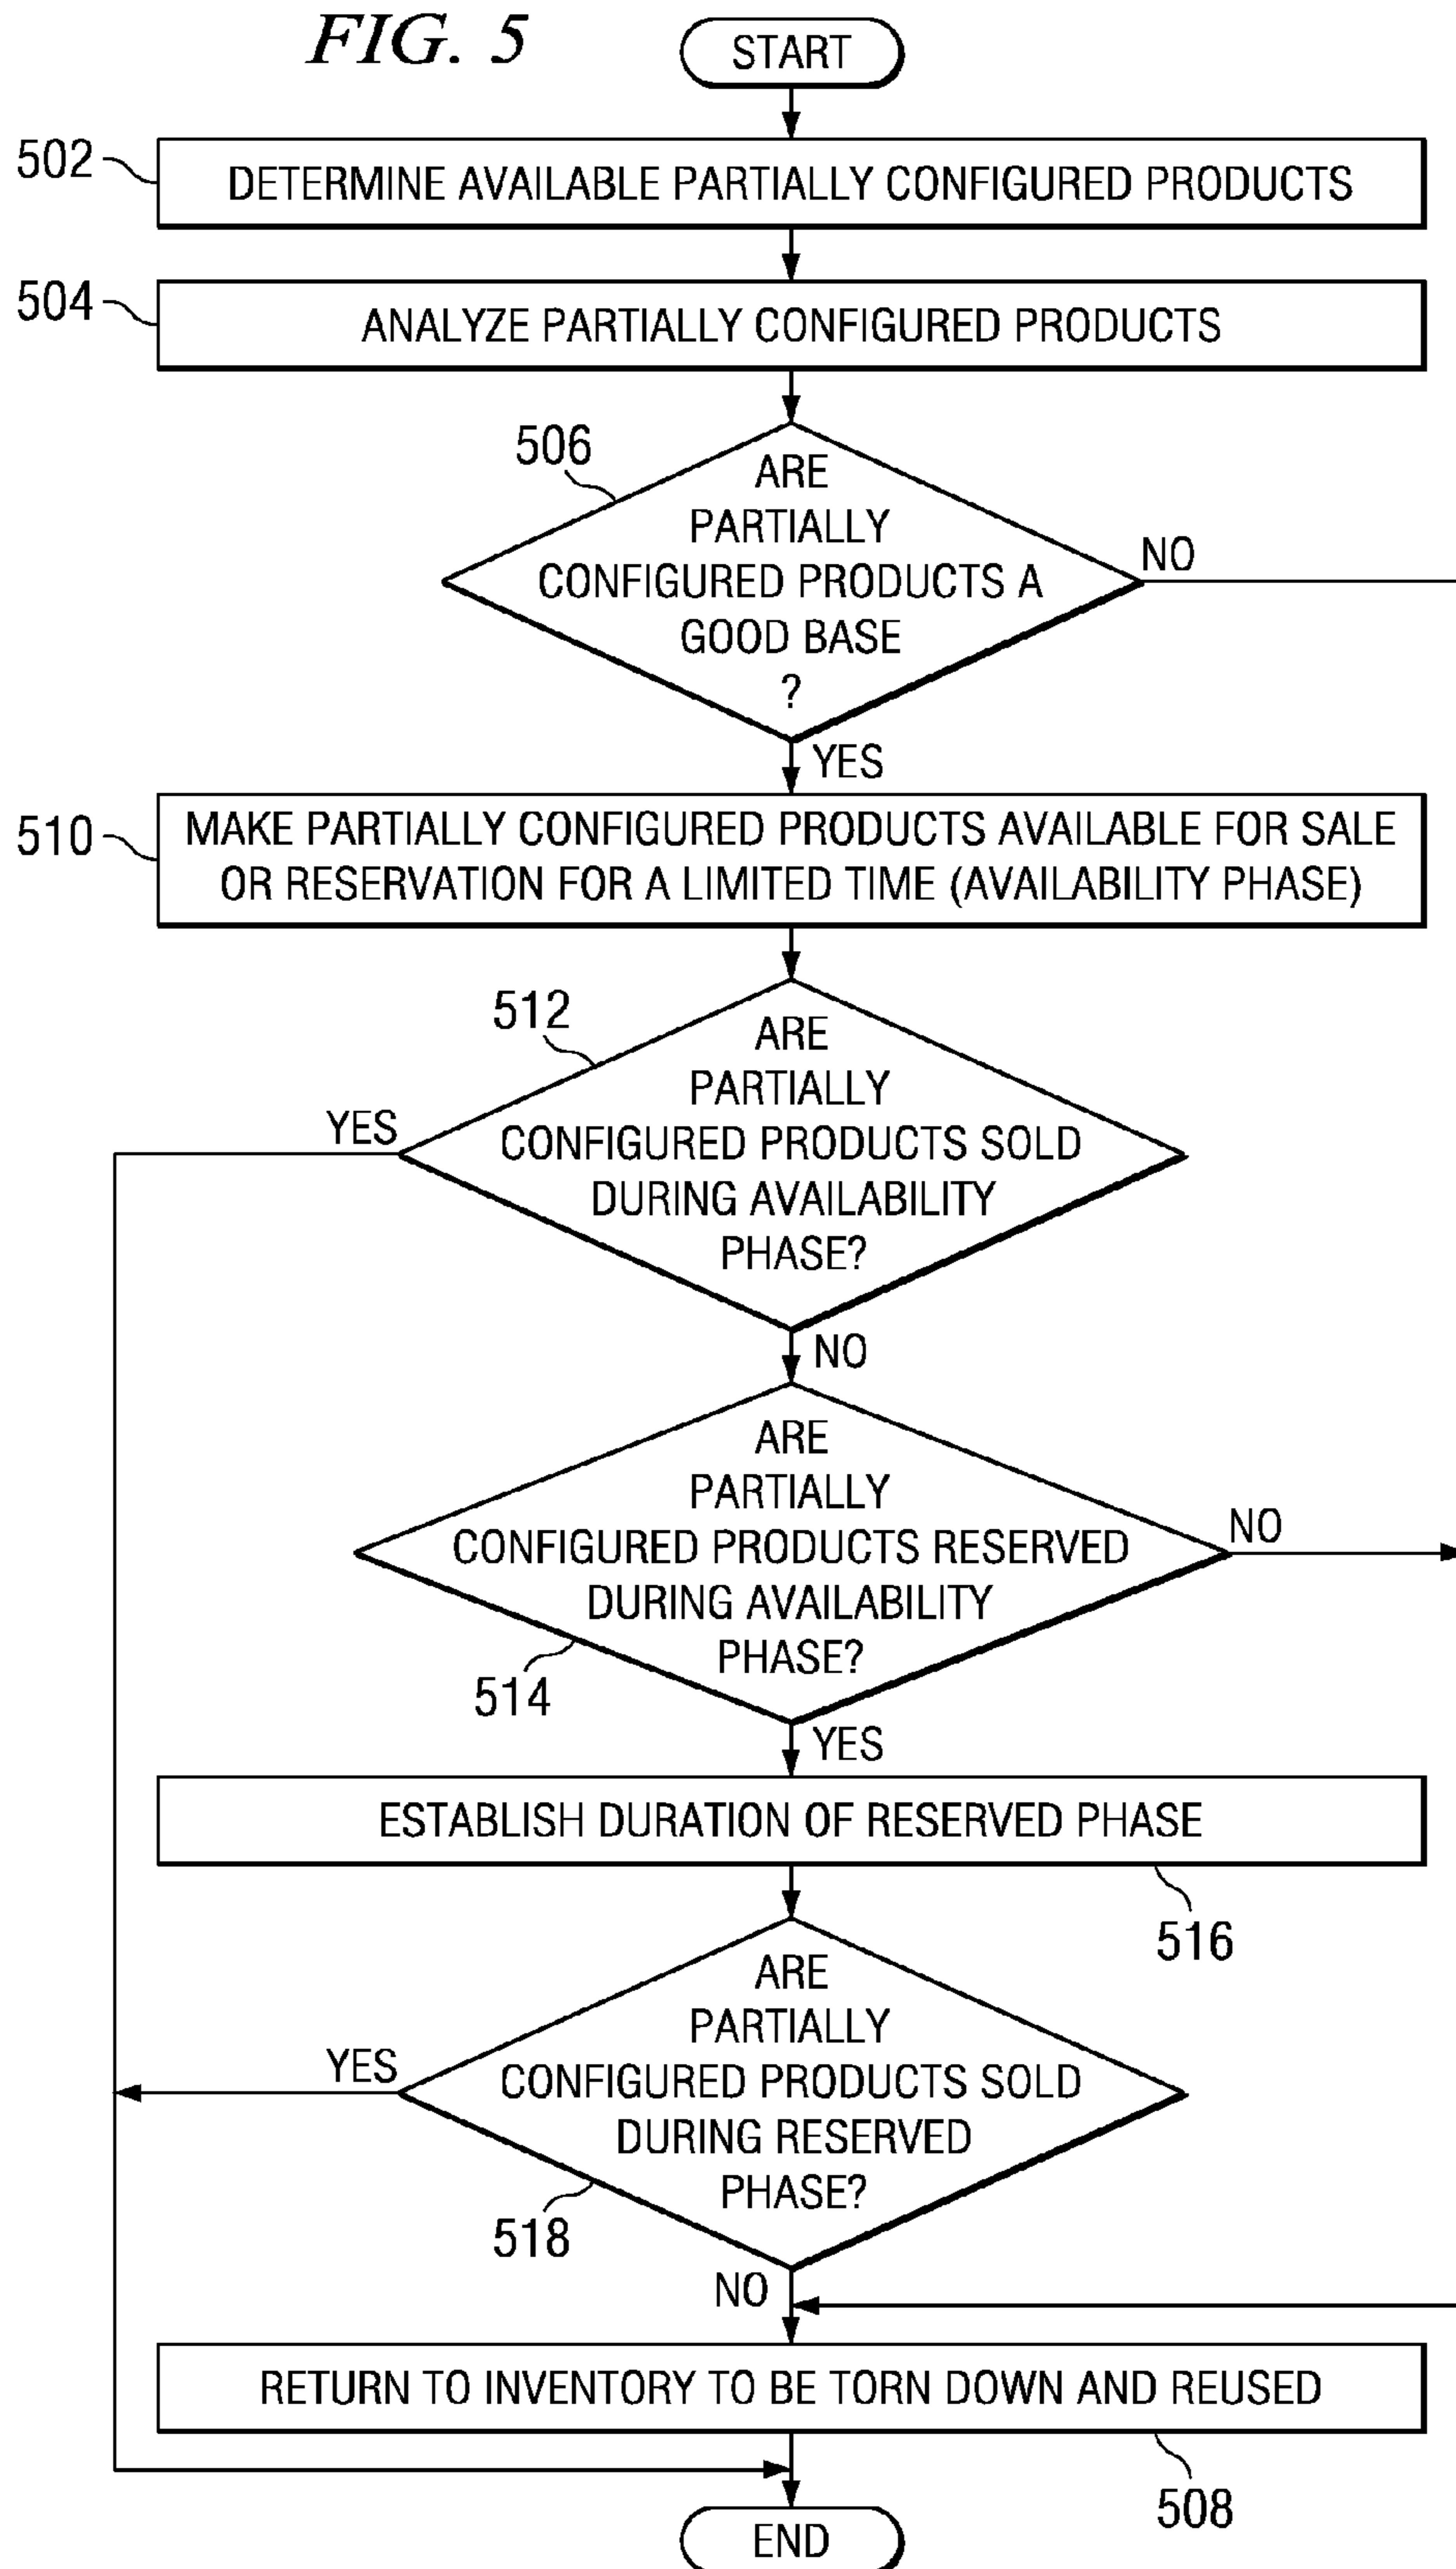 FIG. 5
START
502
DETERMINE AVAILABLE PARTIALLY CONFIGURED PRODUCTS
504
ANALYZE PARTIALLY CONFIGURED PRODUCTS
506
ARE
PARTIALLY
CONFIGURED PRODUCTS A
GOOD BASE
?
NO
YES
510
MAKE PARTIALLY CONFIGURED PRODUCTS AVAILABLE FOR SALE
OR RESERVATION FOR A LIMITED TIME (AVAILABILITY PHASE)
512
ARE
PARTIALLY
CONFIGURED PRODUCTS SOLD
DURING AVAILABILITY
PHASE?
YES
NO
ARE
PARTIALLY
CONFIGURED PRODUCTS RESERVED
DURING AVAILABILITY
PHASE?
NO
514
YES
ESTABLISH DURATION OF RESERVED PHASE
516
ARE
PARTIALLY
CONFIGURED PRODUCTS SOLD
DURING RESERVED
PHASE?
YES
518
NO
RETURN TO INVENTORY TO BE TORN DOWN AND REUSED
508
END